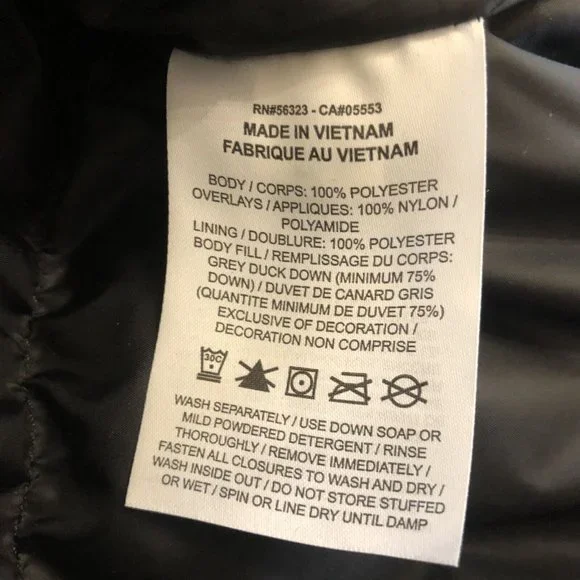 RN#56323 - CA#05553
MADE IN VIETNAM
FABRIQUE AU VIETNAM
BODY / CORPS: 100% POLYESTER
OVERLAYS / APPLIQUES: 100% NYLON /
POLYAMIDE
LINING / DOUBLURE: 100% POLYESTER
BODY FILL / REMPLISSAGE DU CORPS:
GREY DUCK DOWN (MINIMUM 75%
DOWN) / DUVET DE CANARD GRIS
(QUANTITE MINIMUM DE DUVET 75%)
EXCLUSIVE OF DECORATION /
DECORATION NON COMPRISE
30C
WASH SEPARATELY / USE DOWN SOAP OR
MILD POWDERED DETERGENT / RINSE
THOROUGHLY / REMOVE IMMEDIATELY /
FASTEN ALL CLOSURES TO WASH AND DRY /
WASH INSIDE OUT / DO NOT STORE STUFFED
OR WET / SPIN OR LINE DRY UNTIL DAMP